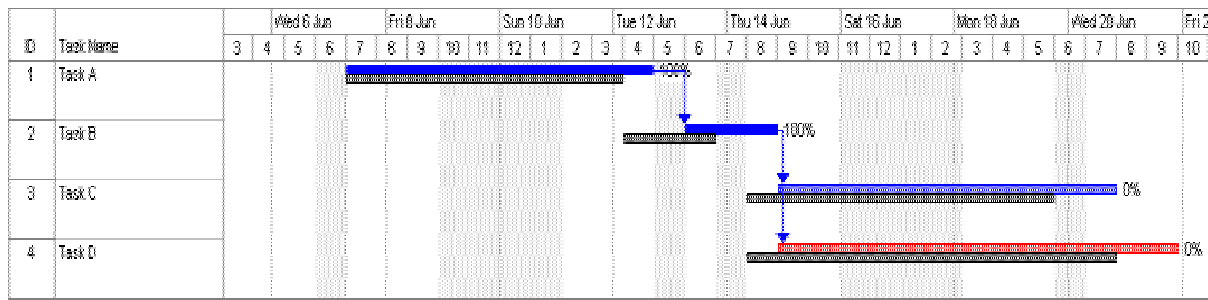 Wed 6 Jun Fri 8 Jun Sun 10 Jun Tue 12 Jun Thu 14 Jun Sat 16 Jun Mon 18 Jun Wed 20 Jun Fri 2
ID Task Name 3 4 5 6 7 8 9 10 11 12 1 2 3 4 5 6 7 8 9 10 11 12 1 2 3 4 5 6 7 8 9 10
1 Task A 100%
2 Task B 100%
3 Task C 0%
4 Task D 0%